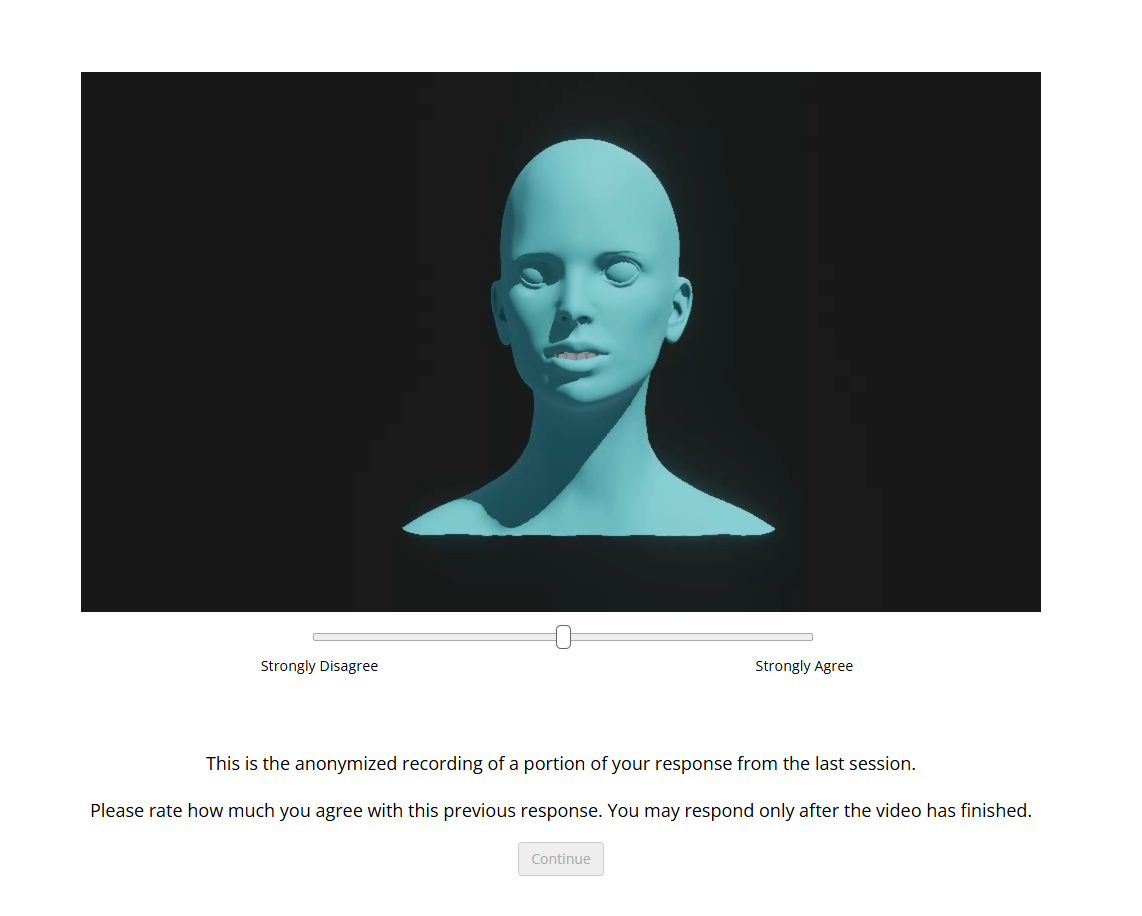 Strongly Disagree
Strongly Agree
This is the anonymized recording of a portion of your response from the last session.
Please rate how much you agree with this previous response. You may respond only after the video has finished.
Continue